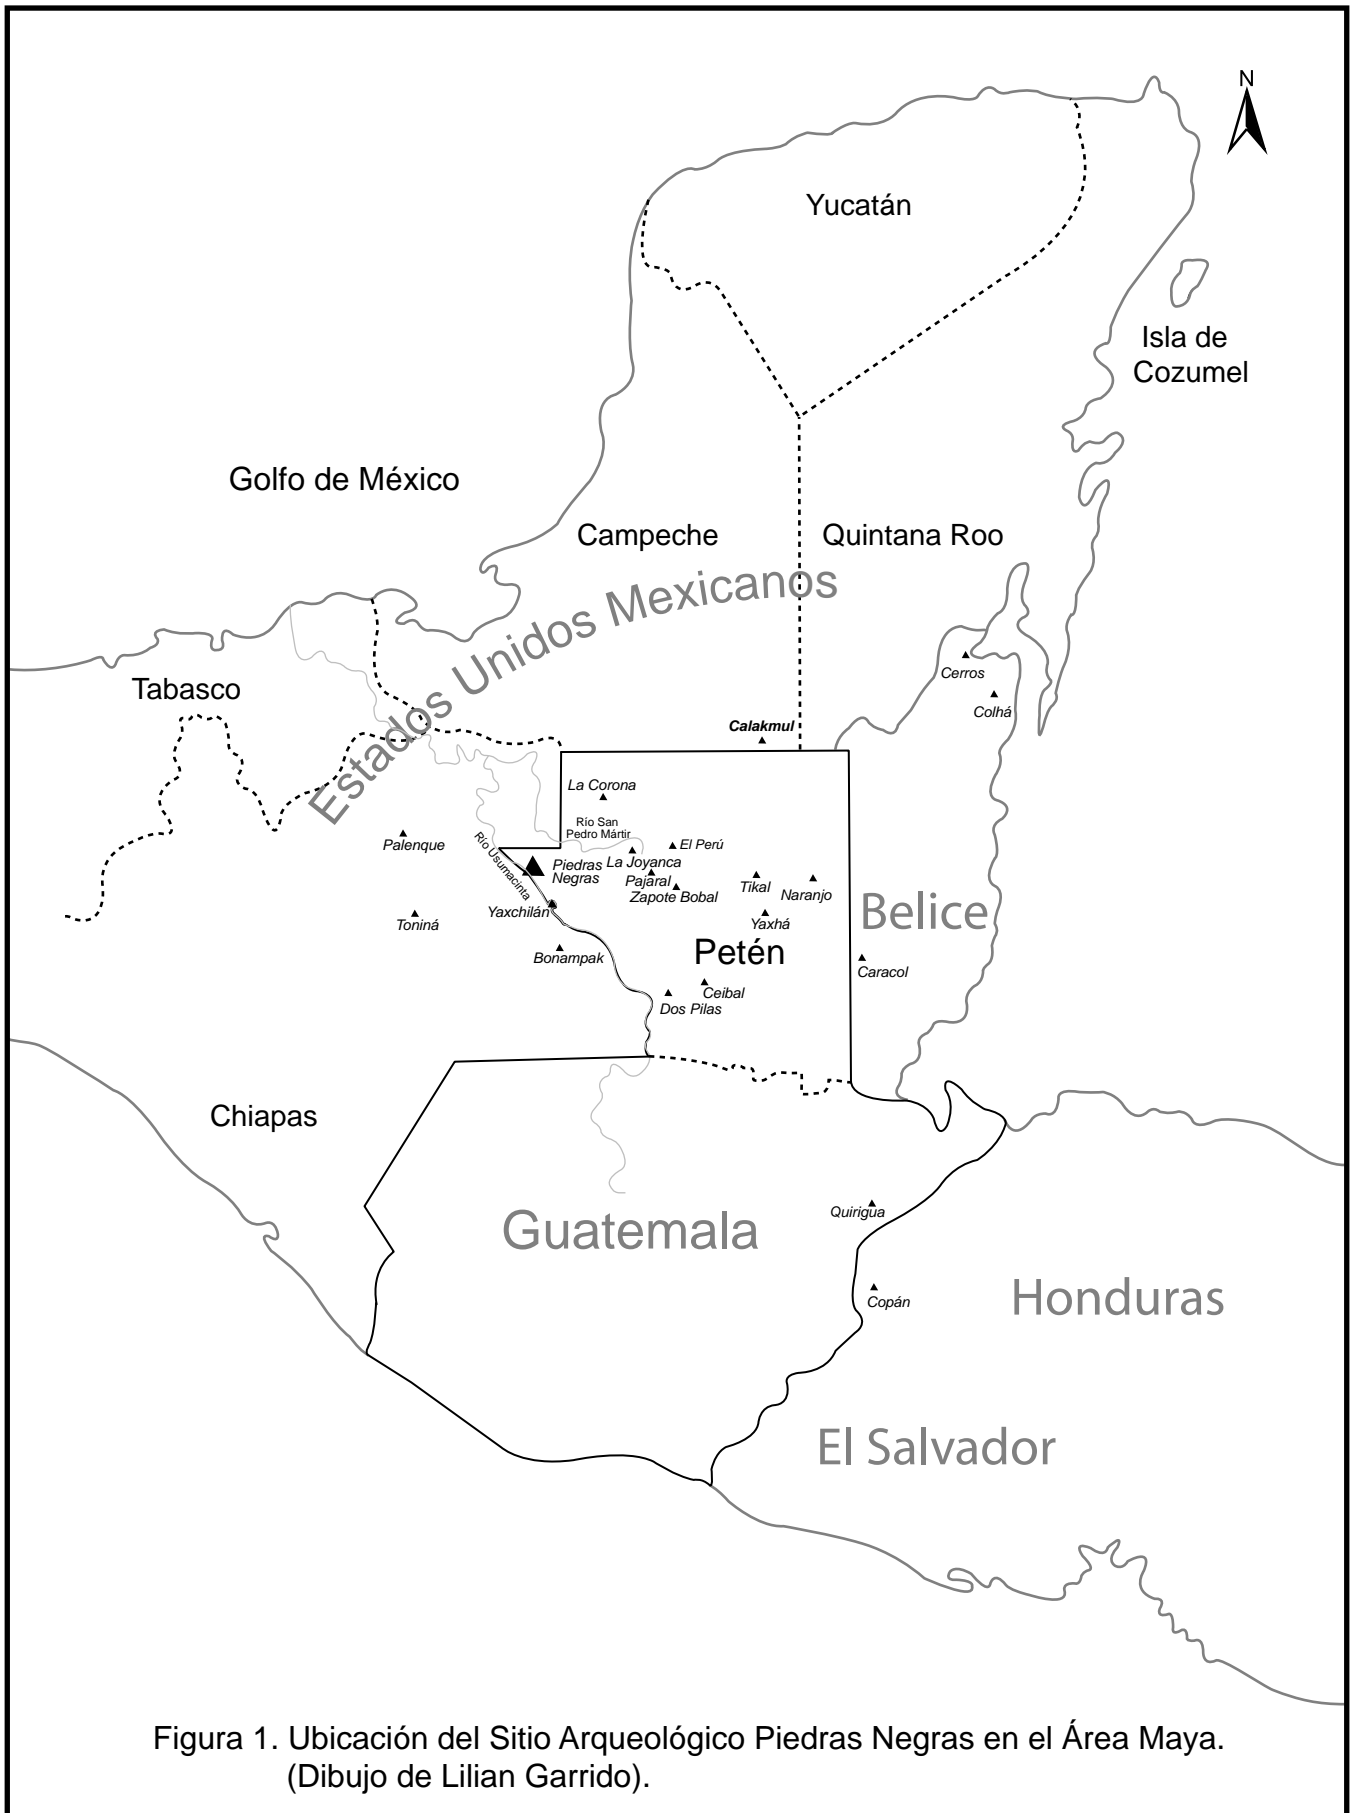 N
Yucatán
Isla de
Cozumel
Golfo de México
Campeche
Quintana Roo
Estados Unidos Mexicanos
Cerros
Tabasco
Colhá
Calakmul
La Corona
Río San
Pedro Mártir
Palenque
El Perú
Río Usumacinta
La Joyanca
Piedras
Negras
Pajaral
Tikal
Zapote Bobal
Naranjo
Yaxchilán
Belice
Toniná
Yaxhá
Petén
Bonampak
Caracol
Ceibal
Dos Pilas
Chiapas
Quirigua
Guatemala
Honduras
Copán
El Salvador
Figura 1. Ubicación del Sitio Arqueológico Piedras Negras en el Área Maya.
(Dibujo de Lilian Garrido).